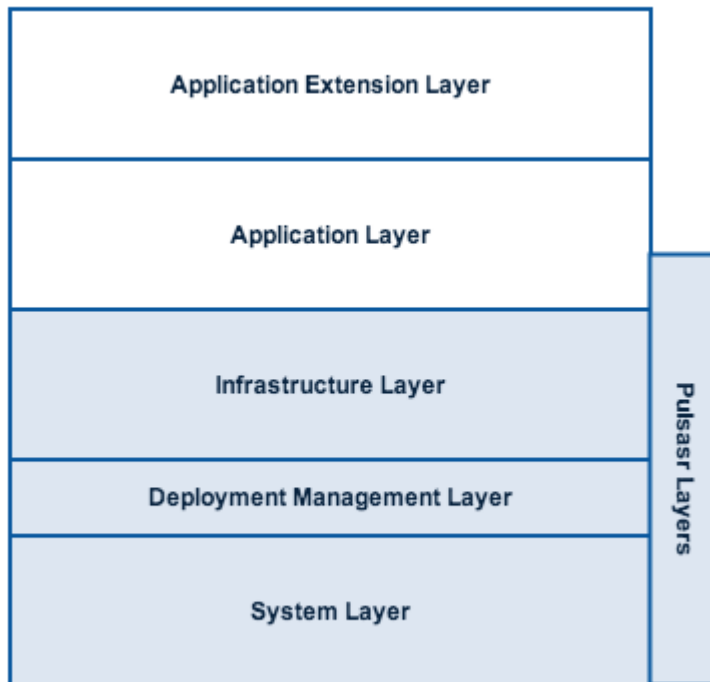 Application Extension Layer
Application Layer
Infrastructure Layer
Deployment Management Layer
System Layer
Pulsasr Layers